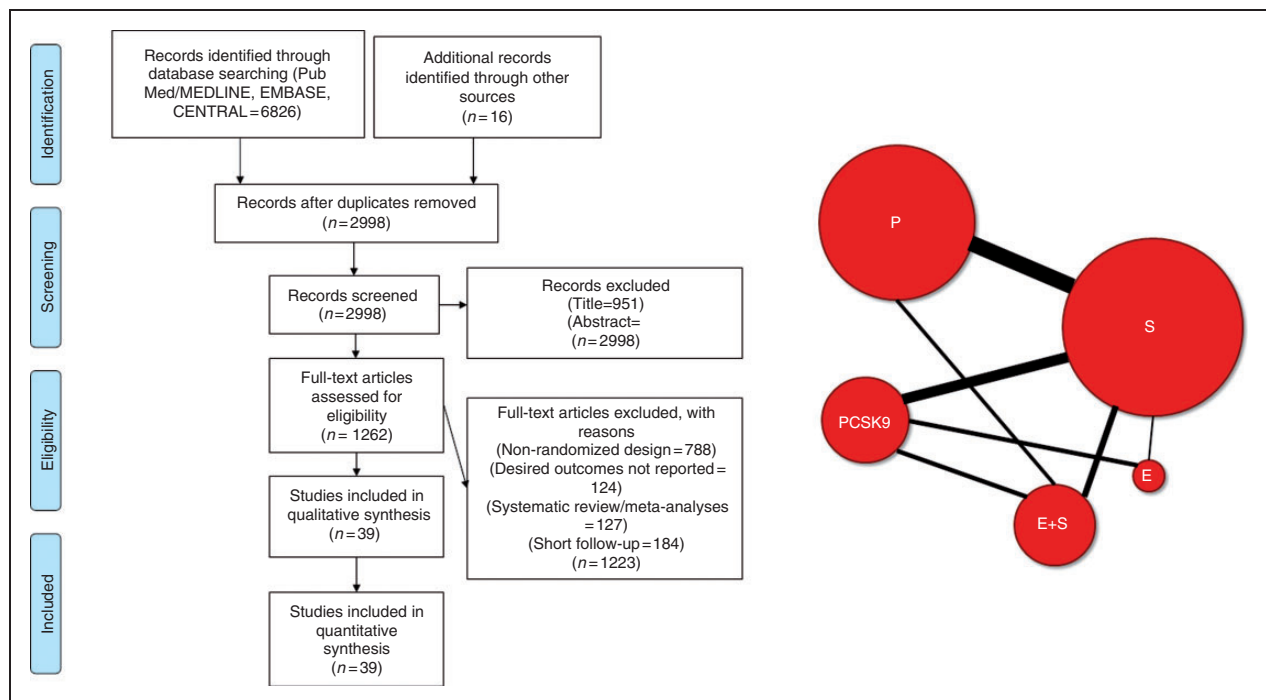 Identification
Records identified through
database searching (Pub
Med/MEDLINE, EMBASE,
CENTRAL=6826)
Additional records
identified through other
sources
(n=16)
Records after duplicates removed
(n=2998)
Screening
Records screened
(n=2998)
Records excluded
(Title=951)
(Abstract=
(n=2998)
Eligibility
Full-text articles
assessed for
eligibility
(n = 1262)
Full-text articles excluded, with
reasons
(Non-randomized design=788)
(Desired outcomes not reported=
124)
(Systematic review/meta-analyses
=127)
(Short follow-up=184)
(n=1223)
Studies included in
qualitative synthesis
(n=39)
Included
Studies included in
quantitative
synthesis
(n=39)
P
S
PCSK9
E
E+S